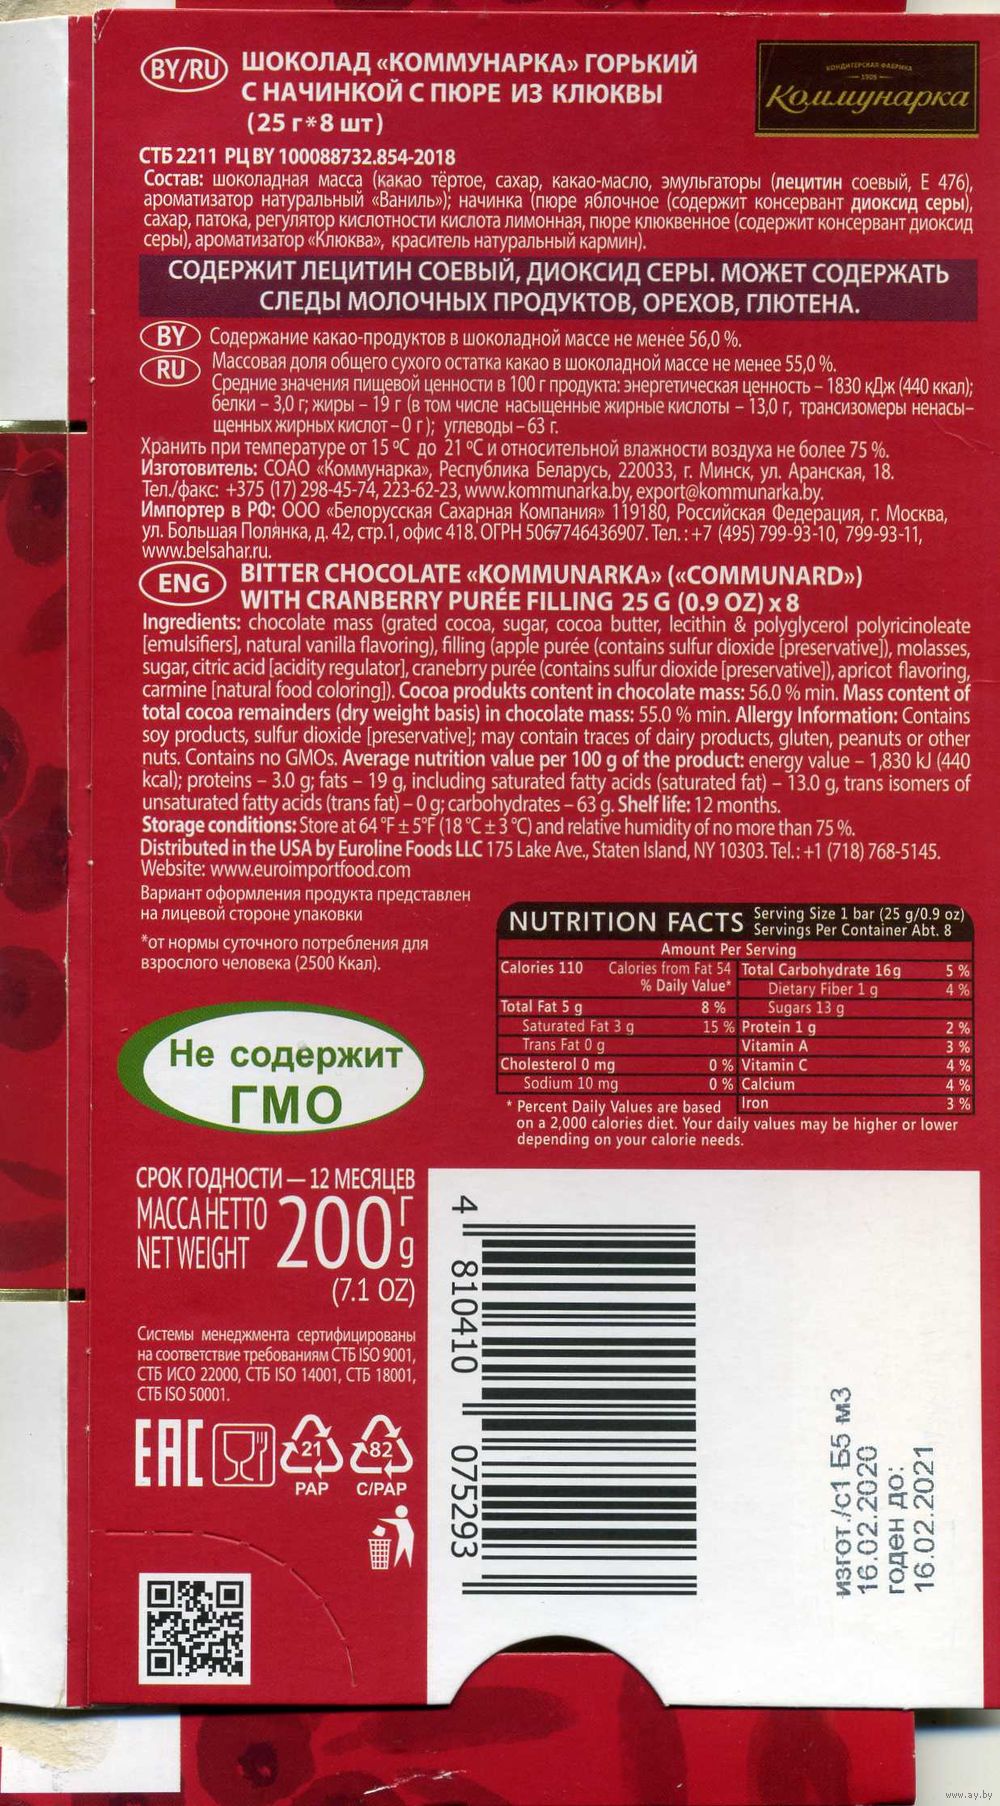 BY/RU
ШОКОЛАД «КОММУНАРКА» ГОРЬКИЙ
С НАЧИНКОЙ С ПЮРЕ ИЗ КЛЮКВЫ
(25 г*8 шт)
КОНДИТЕРСКАЯ ФАБРИКА
1905
Коммунарка
СТБ 2211 РЦ BY 100088732.854-2018
Состав: шоколадная масса (какао тёртое, сахар, какао-масло, эмульгаторы (лецитин соевый, Е 476),
ароматизатор натуральный «Ваниль»); начинка (пюре яблочное (содержит консервант диоксид серы),
сахар, патока, регулятор кислотности кислота лимонная, пюре клюквенное (содержит консервант диоксид
серы), ароматизатор «Клюква», краситель натуральный кармин).
СОДЕРЖИТ ЛЕЦИТИН СОЕВЫЙ, ДИОКСИД СЕРЫ. МОЖЕТ СОДЕРЖАТЬ
СЛЕДЫ МОЛОЧНЫХ ПРОДУКТОВ, ОРЕХОВ, ГЛЮТЕНА.
BY Содержание какао-продуктов в шоколадной массе не менее 56,0 %.
RU Массовая доля общего сухого остатка какао в шоколадной массе не менее 55,0 %.
Средние значения пищевой ценности в 100 г продукта: энергетическая ценность – 1830 кДж (440 ккал);
белки – 3,0 г; жиры – 19 г (в том числе насыщенные жирные кислоты – 13,0 г, трансизомеры ненасы-
щенных жирных кислот – 0 г); углеводы – 63 г.
Хранить при температуре от 15 ºС до 21 ºС и относительной влажности воздуха не более 75 %.
Изготовитель: СОАО «Коммунарка», Республика Беларусь, 220033, г. Минск, ул. Аранская, 18.
Тел./факс: +375 (17) 298-45-74, 223-62-23, www.kommunarka.by, export@kommunarka.by.
Импортер в РФ: ООО «Белорусская Сахарная Компания» 119180, Российская Федерация, г. Москва,
ул. Большая Полянка, д. 42, стр.1, офис 418. ОГРН 5067746436907. Тел.: +7 (495) 799-93-10, 799-93-11,
www.belsahar.ru.
ENG
BITTER CHOCOLATE «KOMMUNARKA» («COMMUNARD»)
WITH CRANBERRY PURÉE FILLING 25 G (0.9 OZ) x 8
Ingredients: chocolate mass (grated cocoa, sugar, cocoa butter, lecithin & polyglycerol polyricinoleate
[emulsifiers], natural vanilla flavoring), filling (apple purée (contains sulfur dioxide [preservative]), molasses,
sugar, citric acid [acidity regulator], cranebrry purée (contains sulfur dioxide [preservative]), apricot flavoring,
carmine [natural food coloring]). Cocoa produkts content in chocolate mass: 56.0 % min. Mass content of
total cocoa remainders (dry weight basis) in chocolate mass: 55.0 % min. Allergy Information: Contains
soy products, sulfur dioxide [preservative]; may contain traces of dairy products, gluten, peanuts or other
nuts. Contains no GMOs. Average nutrition value per 100 g of the product: energy value – 1,830 kJ (440
kcal); proteins – 3.0 g; fats – 19 g, including saturated fatty acids (saturated fat) – 13.0 g, trans isomers of
unsaturated fatty acids (trans fat) – 0 g; carbohydrates – 63 g. Shelf life: 12 months.
Storage conditions: Store at 64 °F ± 5°F (18 °C ± 3 °C) and relative humidity of no more than 75 %.
Distributed in the USA by Euroline Foods LLC 175 Lake Ave., Staten Island, NY 10303. Tel.: +1 (718) 768-5145.
Website: www.euroimportfood.com
Вариант оформления продукта представлен
на лицевой стороне упаковки
*от нормы суточного потребления для
взрослого человека (2500 Ккал).
NUTRITION FACTS
Serving Size 1 bar (25 g/0.9 oz)
Servings Per Container Abt. 8
Amount Per Serving
Calories 110 Calories from Fat 54
% Daily Value*
Total Fat 5 g 8 %
Saturated Fat 3 g 15 %
Trans Fat 0 g
Cholesterol 0 mg 0 %
Sodium 10 mg 0 %
Total Carbohydrate 16g 5 %
Dietary Fiber 1 g 4 %
Sugars 13 g
Protein 1 g 2 %
Vitamin A 3 %
Vitamin C 4 %
Calcium 4 %
Iron 3 %
* Percent Daily Values are based
on a 2,000 calories diet. Your daily values may be higher or lower
depending on your calorie needs.
Не содержит
ГМО
СРОК ГОДНОСТИ — 12 МЕСЯЦЕВ
МАССА НЕТТО 200 г
NET WEIGHT g
(7.1 OZ)
Системы менеджмента сертифицированы
на соответствие требованиям СТБ ISO 9001,
СТБ ИСО 22000, СТБ ISO 14001, СТБ 18001,
СТБ ISO 50001.
EAC
21
PAP
82
C/PAP
4 810410 075293
изгот./с1 Б5 м3
16.02.2020
годен до:
16.02.2021
www.ay.by